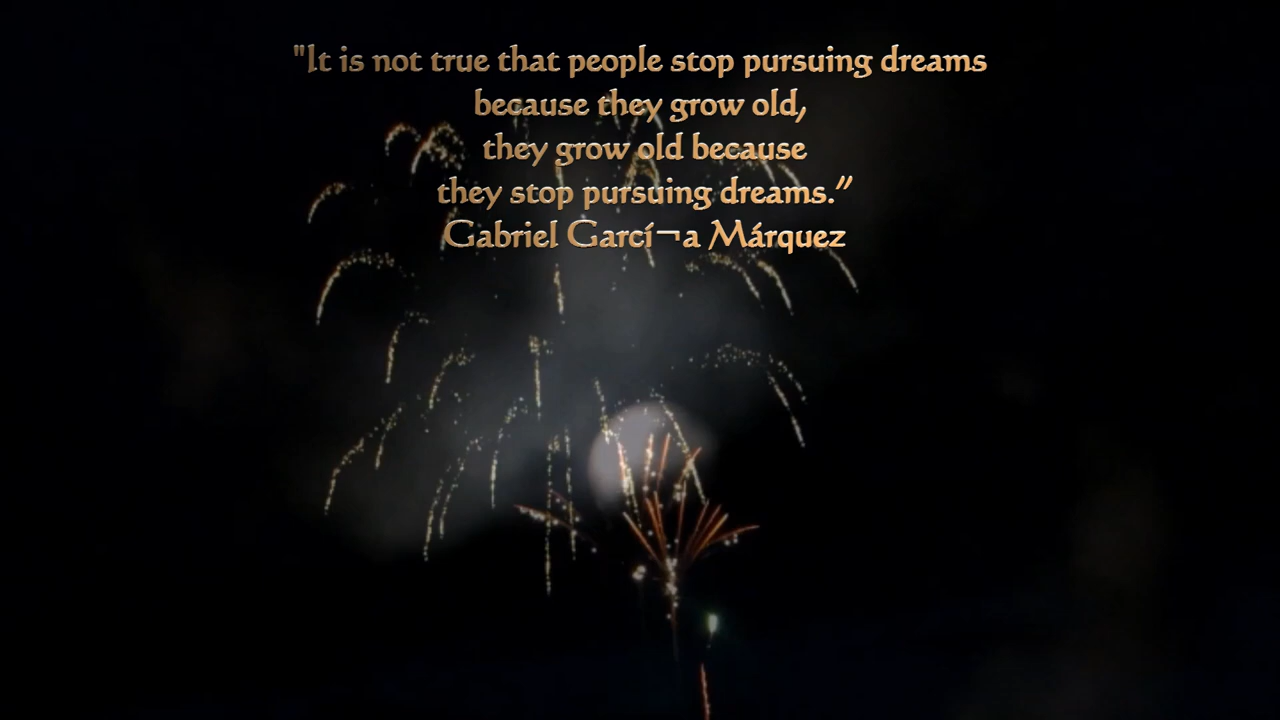 "It is not true that people stop pursuing dreams
because they grow old,
they grow old because
they stop pursuing dreams.”
Gabriel Garcí¬a Márquez